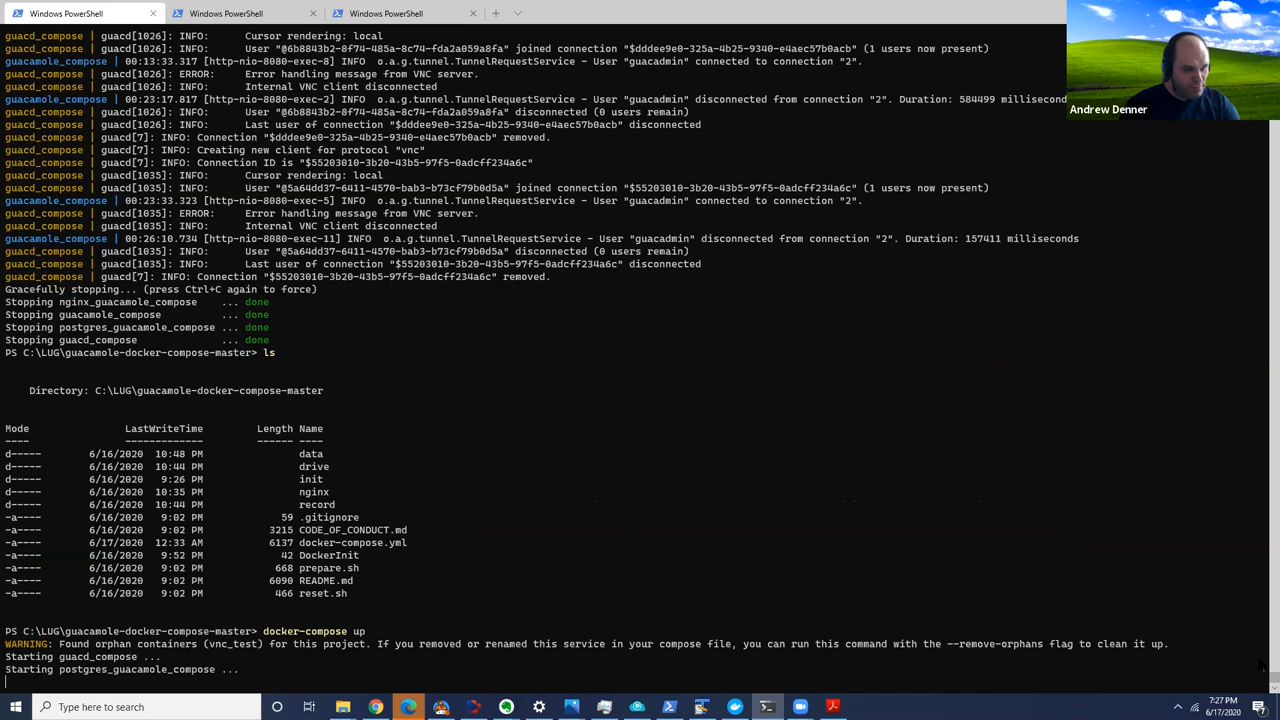 Windows PowerShell
Windows PowerShell
Windows PowerShell
guacd_compose | guacd[1026]: INFO: Cursor rendering: local
guacd_compose | guacd[1026]: INFO: User "@6b8843b2-8f74-485a-8c74-fda2a059a8fa" joined connection "$dddee9e0-325a-4b25-9340-e4aec57b0acb" (1 users now present)
guacamole_compose | 00:13:33.317 [http-nio-8080-exec-8] INFO o.a.g.tunnel.TunnelRequestService - User "guacadmin" connected to connection "2".
guacd_compose | guacd[1026]: ERROR: Error handling message from VNC server.
guacd_compose | guacd[1026]: INFO: Internal VNC client disconnected
guacamole_compose | 00:23:17.817 [http-nio-8080-exec-2] INFO o.a.g.tunnel.TunnelRequestService - User "guacadmin" disconnected from connection "2". Duration: 584499 milliseconds
guacd_compose | guacd[1026]: INFO: User "@6b8843b2-8f74-485a-8c74-fda2a059a8fa" disconnected (0 users remain)
guacd_compose | guacd[1026]: INFO: Last user of connection "$dddee9e0-325a-4b25-9340-e4aec57b0acb" disconnected
guacd_compose | guacd[7]: INFO: Connection "$dddee9e0-325a-4b25-9340-e4aec57b0acb" removed.
guacd_compose | guacd[7]: INFO: Creating new client for protocol "vnc"
guacd_compose | guacd[7]: INFO: Connection ID is "$55203010-3b20-43b5-97f5-0adcff234a6c"
guacd_compose | guacd[1035]: INFO: Cursor rendering: local
guacd_compose | guacd[1035]: INFO: User "@5a64dd37-6411-4570-bab3-b73cf79b0d5a" joined connection "$55203010-3b20-43b5-97f5-0adcff234a6c" (1 users now present)
guacamole_compose | 00:23:33.323 [http-nio-8080-exec-5] INFO o.a.g.tunnel.TunnelRequestService - User "guacadmin" connected to connection "2".
guacd_compose | guacd[1035]: ERROR: Error handling message from VNC server.
guacd_compose | guacd[1035]: INFO: Internal VNC client disconnected
guacamole_compose | 00:26:10.734 [http-nio-8080-exec-11] INFO o.a.g.tunnel.TunnelRequestService - User "guacadmin" disconnected from connection "2". Duration: 157411 milliseconds
guacd_compose | guacd[1035]: INFO: User "@5a64dd37-6411-4570-bab3-b73cf79b0d5a" disconnected (0 users remain)
guacd_compose | guacd[1035]: INFO: Last user of connection "$55203010-3b20-43b5-97f5-0adcff234a6c" disconnected
guacd_compose | guacd[7]: INFO: Connection "$55203010-3b20-43b5-97f5-0adcff234a6c" removed.
Gracefully stopping... (press Ctrl+C again to force)
Stopping nginx_guacamole_compose ... done
Stopping guacamole_compose ... done
Stopping postgres_guacamole_compose ... done
Stopping guacd_compose ... done
PS C:\LUG\guacamole-docker-compose-master> ls
Directory: C:\LUG\guacamole-docker-compose-master
Mode LastWriteTime Length Name
---- ------------- ------ ----
d----- 6/16/2020 10:48 PM data
d----- 6/16/2020 10:44 PM drive
d----- 6/16/2020 9:26 PM init
d----- 6/16/2020 10:35 PM nginx
d----- 6/16/2020 10:44 PM record
-a---- 6/16/2020 9:02 PM 59 .gitignore
-a---- 6/16/2020 9:02 PM 3215 CODE_OF_CONDUCT.md
-a---- 6/17/2020 12:33 AM 6137 docker-compose.yml
-a---- 6/16/2020 9:52 PM 42 DockerInit
-a---- 6/16/2020 9:02 PM 668 prepare.sh
-a---- 6/16/2020 9:02 PM 6090 README.md
-a---- 6/16/2020 9:02 PM 466 reset.sh
PS C:\LUG\guacamole-docker-compose-master> docker-compose up
WARNING: Found orphan containers (vnc_test) for this project. If you removed or renamed this service in your compose file, you can run this command with the --remove-orphans flag to clean it up.
Starting guacd_compose ...
Starting postgres_guacamole_compose ...
Andrew Denner
Type here to search
7:27 PM
6/17/2020